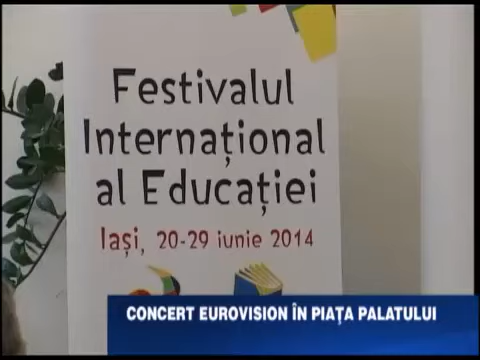 Festivalul
Internațional
al Educației
Iași, 20-29 iunie 2014
CONCERT EUROVISION ÎN PIAȚA PALATULUI